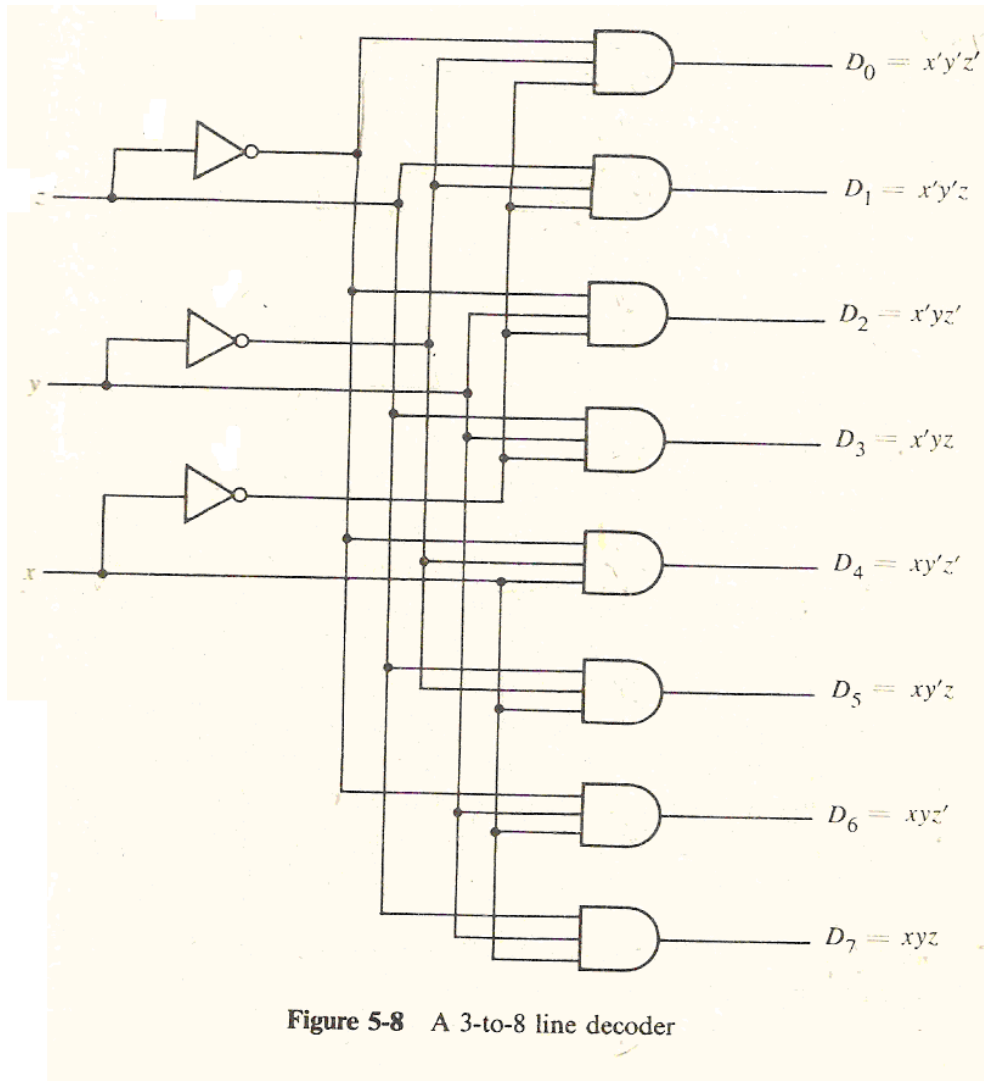 D0 = x'y'z'
z
D1 = x'y'z
D2 = x'yz'
y
D3 = x'yz
x
D4 = xy'z'
D5 = xy'z
D6 = xyz'
D7 = xyz
Figure 5-8 A 3-to-8 line decoder